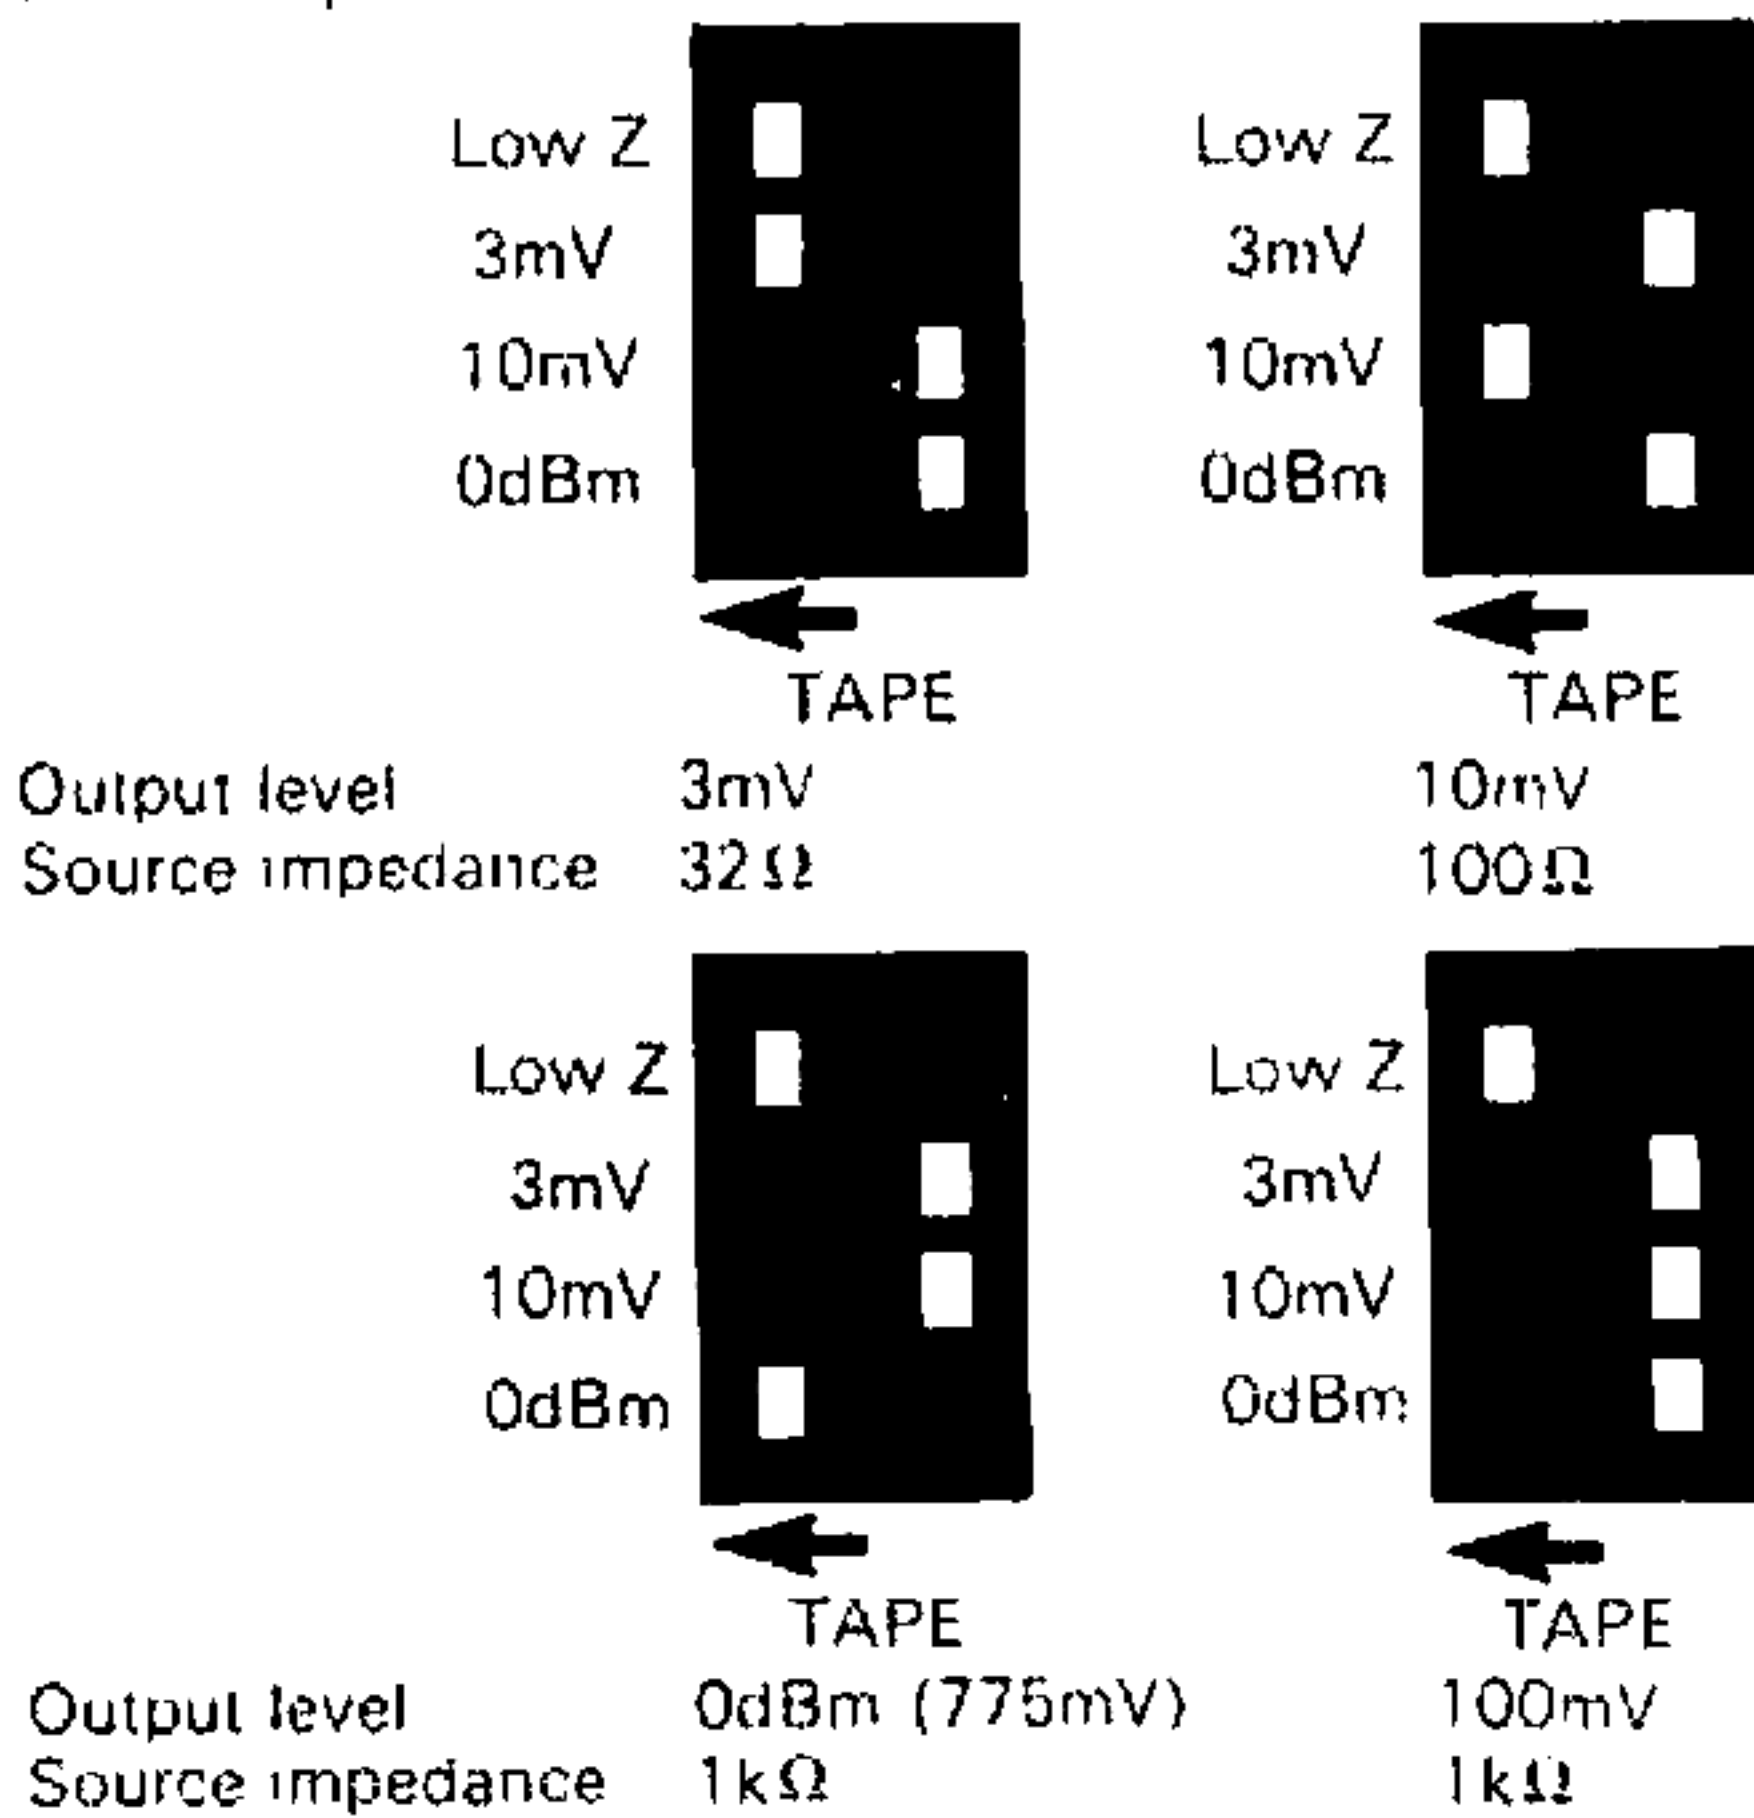 Low Z Low Z
3mV 3mV
10mV 10mV
0dBm 0dBm
TAPE TAPE
Output level 3mV 10mV
Source impedance 32Ω 100Ω
Low Z Low Z
3mV 3mV
10mV 10mV
0dBm 0dBm
TAPE TAPE
Output level 0dBm (775mV) 100mV
Source impedance 1kΩ 1kΩ